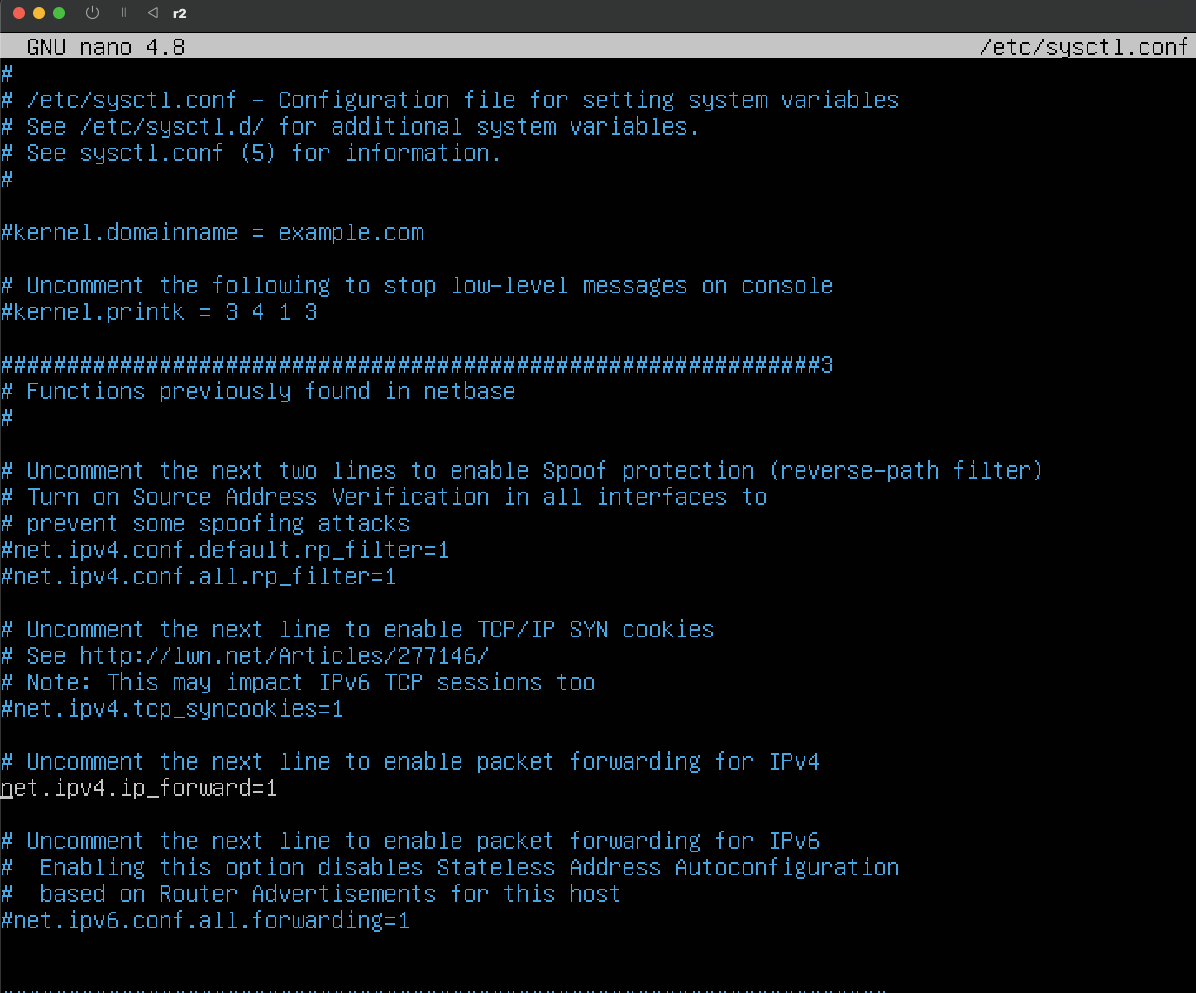 r2
GNU nano 4.8 /etc/sysctl.conf
#
# /etc/sysctl.conf - Configuration file for setting system variables
# See /etc/sysctl.d/ for additional system variables.
# See sysctl.conf (5) for information.
#
#kernel.domainname = example.com
# Uncomment the following to stop low-level messages on console
#kernel.printk = 3 4 1 3
##############################################################3
# Functions previously found in netbase
#
# Uncomment the next two lines to enable Spoof protection (reverse-path filter)
# Turn on Source Address Verification in all interfaces to
# prevent some spoofing attacks
#net.ipv4.conf.default.rp_filter=1
#net.ipv4.conf.all.rp_filter=1
# Uncomment the next line to enable TCP/IP SYN cookies
# See http://lwn.net/Articles/277146/
# Note: This may impact IPv6 TCP sessions too
#net.ipv4.tcp_syncookies=1
# Uncomment the next line to enable packet forwarding for IPv4
net.ipv4.ip_forward=1
# Uncomment the next line to enable packet forwarding for IPv6
#  Enabling this option disables Stateless Address Autoconfiguration
#  based on Router Advertisements for this host
#net.ipv6.conf.all.forwarding=1